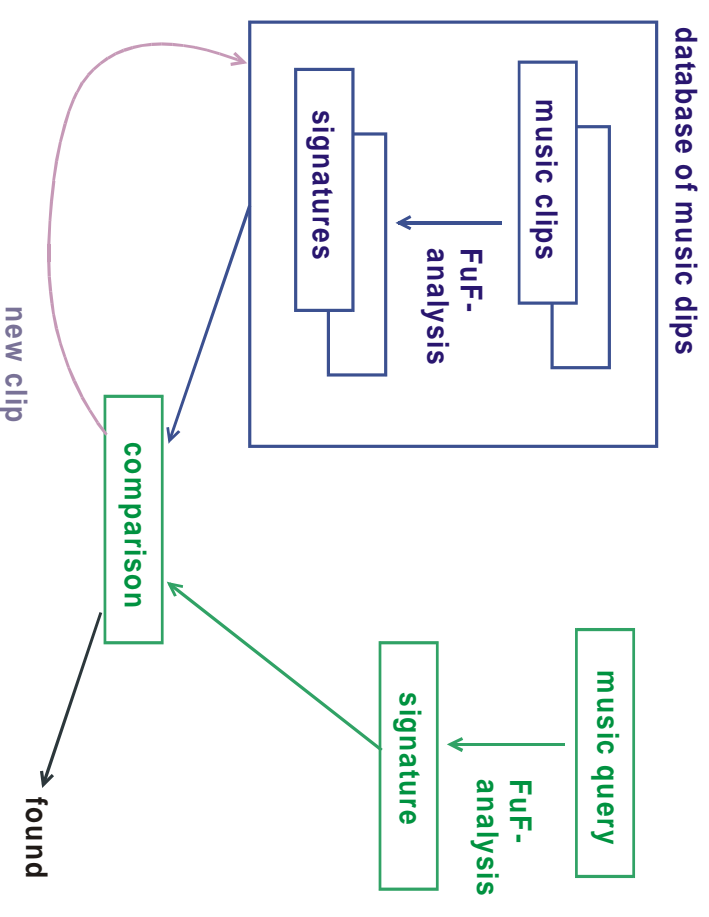 database of music dips
music clips
FuF-
analysis
signatures
music query
FuF-
analysis
signature
comparison
new clip
found